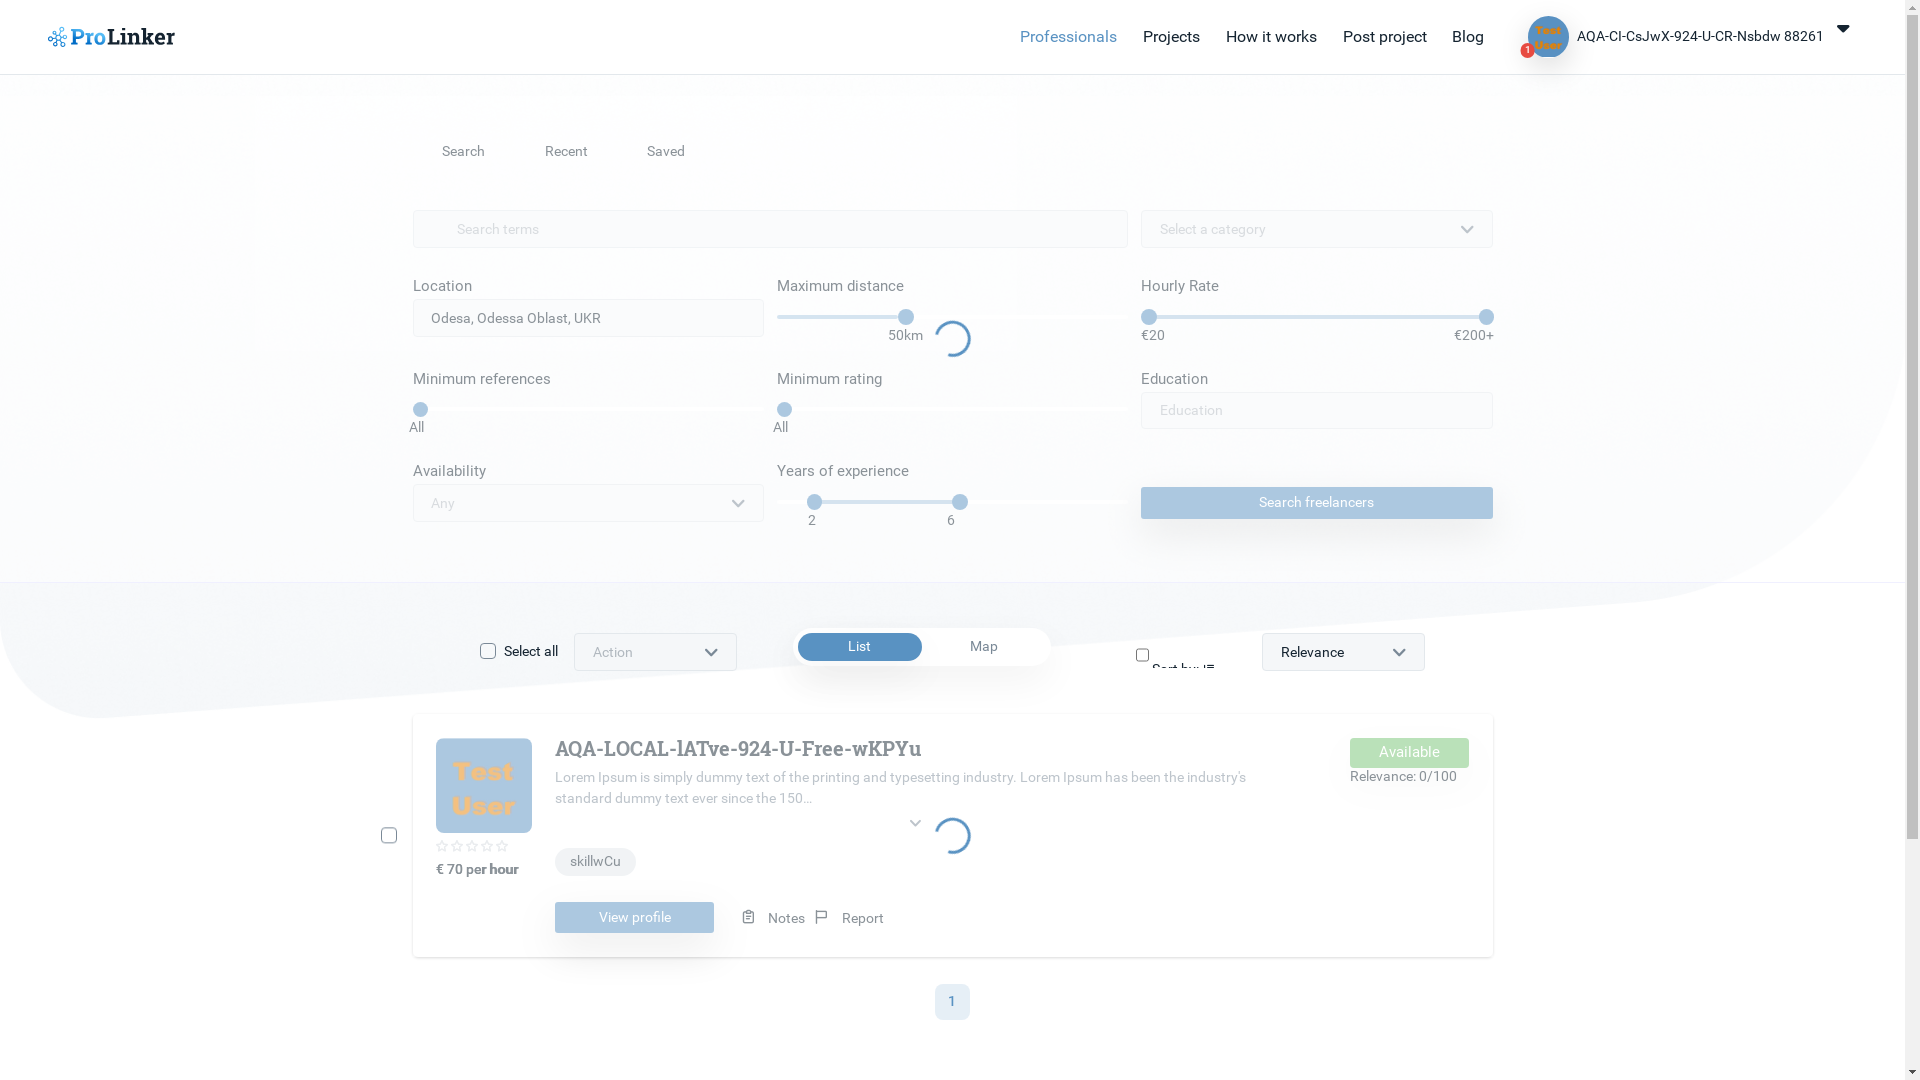 ProLinker
Professionals Projects How it works Post project Blog
Test User
1
AQA-CI-CsJwX-924-U-CR-Nsbdw 88261
Search Recent Saved
Search terms
Select a category
Location Maximum distance Hourly Rate
Odesa, Odessa Oblast, UKR
50km €20 €200+
Minimum references Minimum rating Education
Education
All All
Availability Years of experience
Any
Search freelancers
2 6
Select all Action List Map Relevance
AQA-LOCAL-lATve-924-U-Free-wKPYu
Available
Relevance: 0/100
Test
User
Lorem Ipsum is simply dummy text of the printing and typesetting industry. Lorem Ipsum has been the industry's
standard dummy text ever since the 150...
€ 70 per hour
skillwCu
View profile Notes Report
1